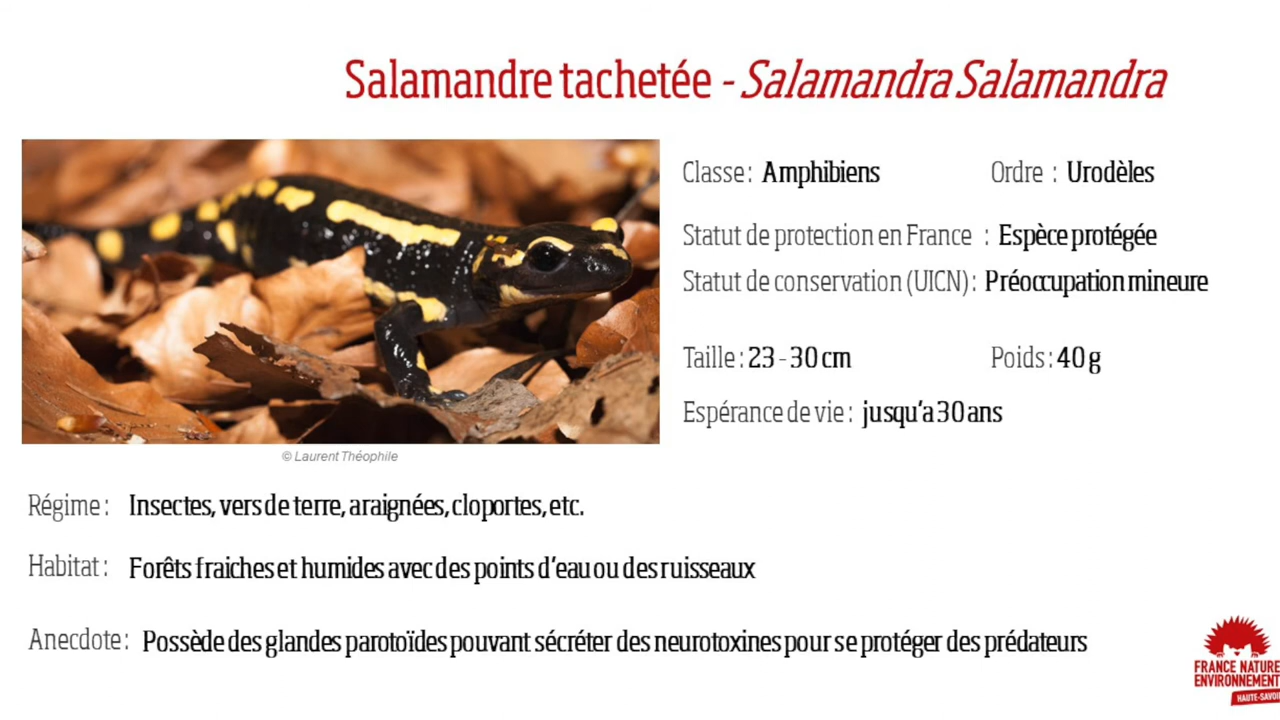 Salamandre tachetée - Salamandra Salamandra
Classe : Amphibiens
Ordre : Urodèles
Statut de protection en France : Espèce protégée
Statut de conservation (UICN) : Préoccupation mineure
Taille : 23 - 30 cm
Poids : 40 g
Espérance de vie : jusqu'a 30 ans
© Laurent Théophile
Régime : Insectes, vers de terre, araignées, cloportes, etc.
Habitat : Forêts fraiches et humides avec des points d'eau ou des ruisseaux
Anecdote : Possède des glandes parotoïdes pouvant sécréter des neurotoxines pour se protéger des prédateurs
FRANCE NATURE
ENVIRONNEMENT
HAUTE-SAVOIE